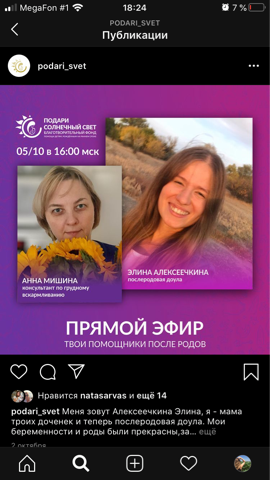 MegaFon #1
18:24
7 %
PODARI_SVET
Публикации
podari_svet
ПОДАРИ
СОЛНЕЧНЫЙ СВЕТ
БЛАГОТВОРИТЕЛЬНЫЙ ФОНД
05/10 в 16:00 мск
ЭЛИНА АЛЕКСЕЕЧКИНА
послеродовая доула
АННА МИШИНА
консультант по грудному
вскармливанию
ПРЯМОЙ ЭФИР
ТВОИ ПОМОЩНИКИ ПОСЛЕ РОДОВ
Нравится natasarvas и ещё 14
podari_svet Меня зовут Алексеечкина Элина, я - мама
троих доченек и теперь послеродовая доула. Мои
беременности и роды были прекрасны,за... ещё
2 октября